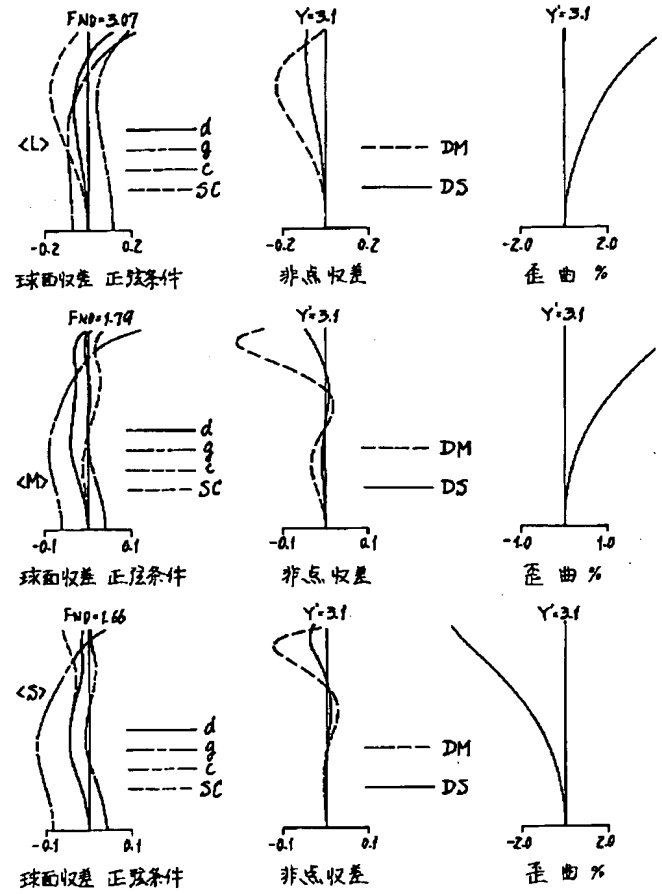 FNO=3.07
<L>
d
g
c
SC
-0.2 0.2
球面収差 正弦条件
Y=3.1
DM
DS
-0.2 0.2
非点収差
Y'=3.1
-2.0 2.0
歪曲 %
FNO=1.79
<M>
d
g
c
SC
-0.1 0.1
球面収差 正弦条件
Y'=3.1
DM
DS
-0.1 0.1
非点収差
Y'=3.1
-1.0 1.0
歪曲 %
FNO=1.66
<S>
d
g
c
SC
-0.1 0.1
球面収差 正弦条件
Y'=3.1
DM
DS
-0.1 0.1
非点収差
Y'=3.1
-2.0 2.0
歪曲 %